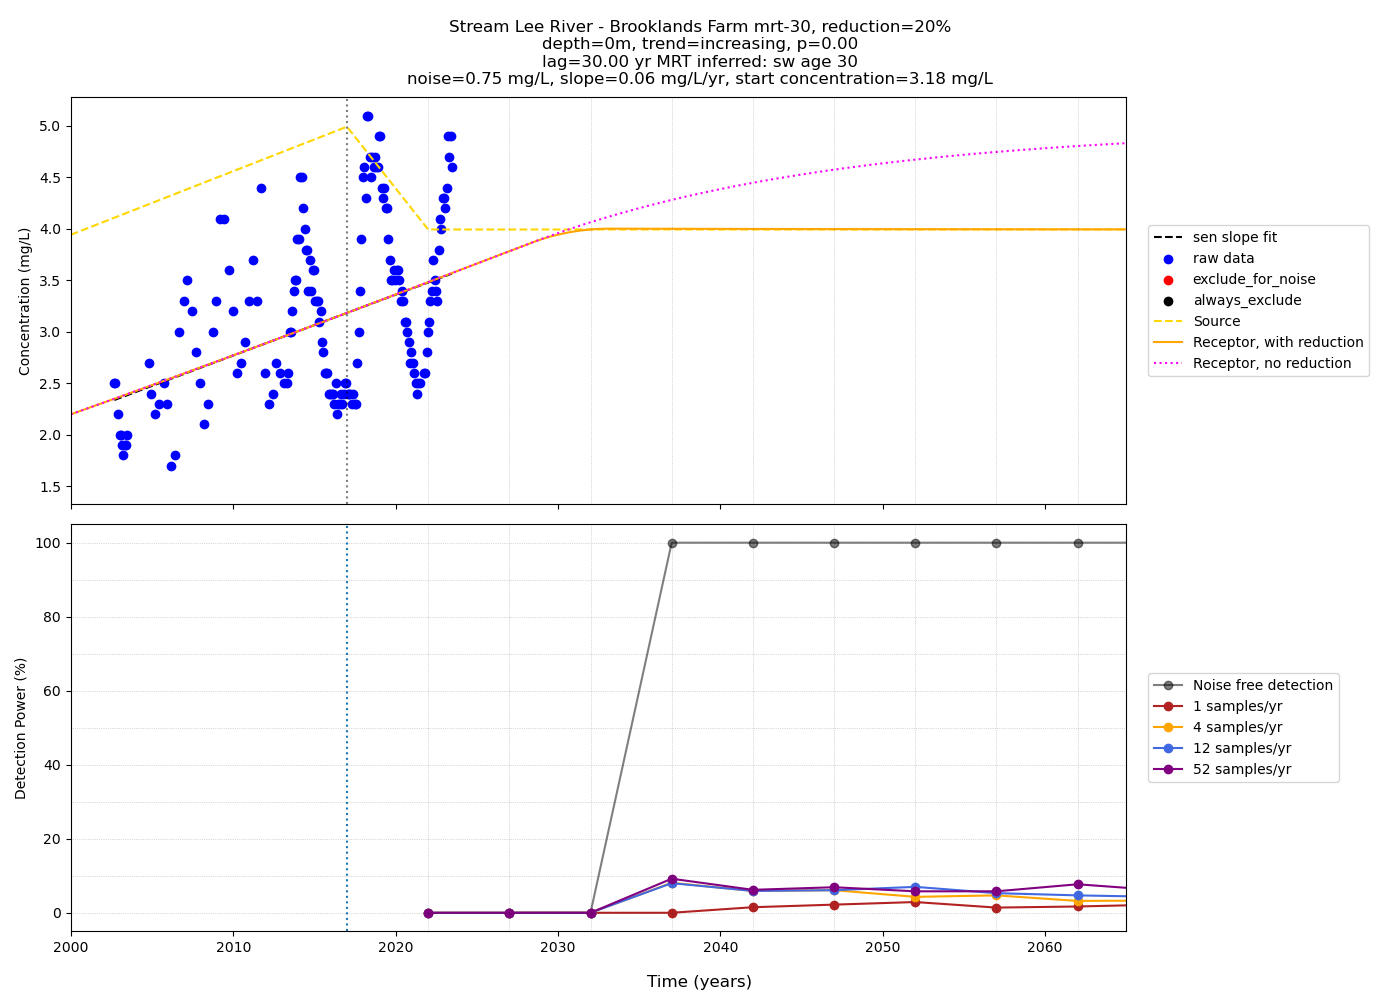 Stream Lee River - Brooklands Farm mrt-30, reduction=20%
depth=0m, trend=increasing, p=0.00
lag=30.00 yr MRT inferred: sw age 30
noise=0.75 mg/L, slope=0.06 mg/L/yr, start concentration=3.18 mg/L
Concentration (mg/L)
5.0
4.5
4.0
3.5
3.0
2.5
2.0
1.5
sen slope fit
raw data
exclude_for_noise
always_exclude
Source
Receptor, with reduction
Receptor, no reduction
Detection Power (%)
100
80
60
40
20
0
Noise free detection
1 samples/yr
4 samples/yr
12 samples/yr
52 samples/yr
2000 2010 2020 2030 2040 2050 2060
Time (years)